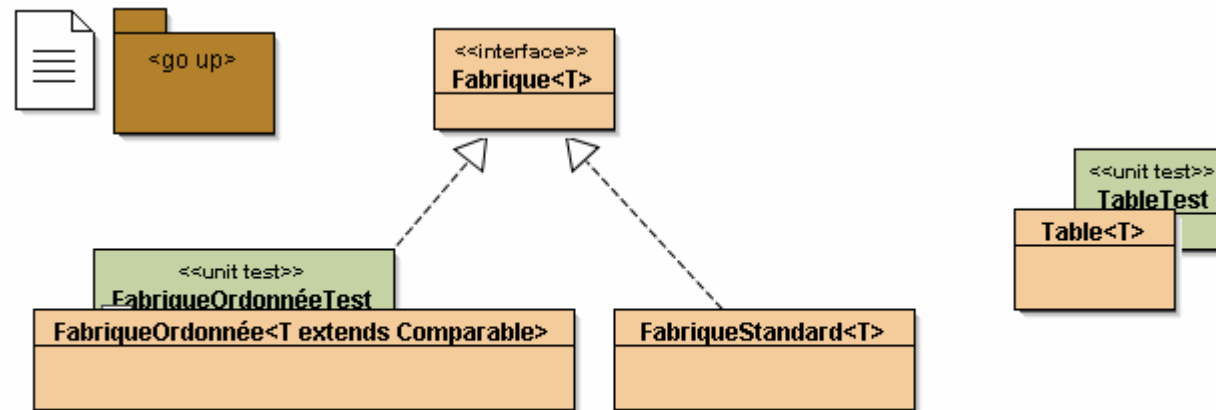 <go up>
<<interface>>
Fabrique<T>
<<unit test>>
TableTest
Table<T>
<<unit test>>
FabriqueOrdonnéeTest
FabriqueOrdonnée<T extends Comparable>
FabriqueStandard<T>